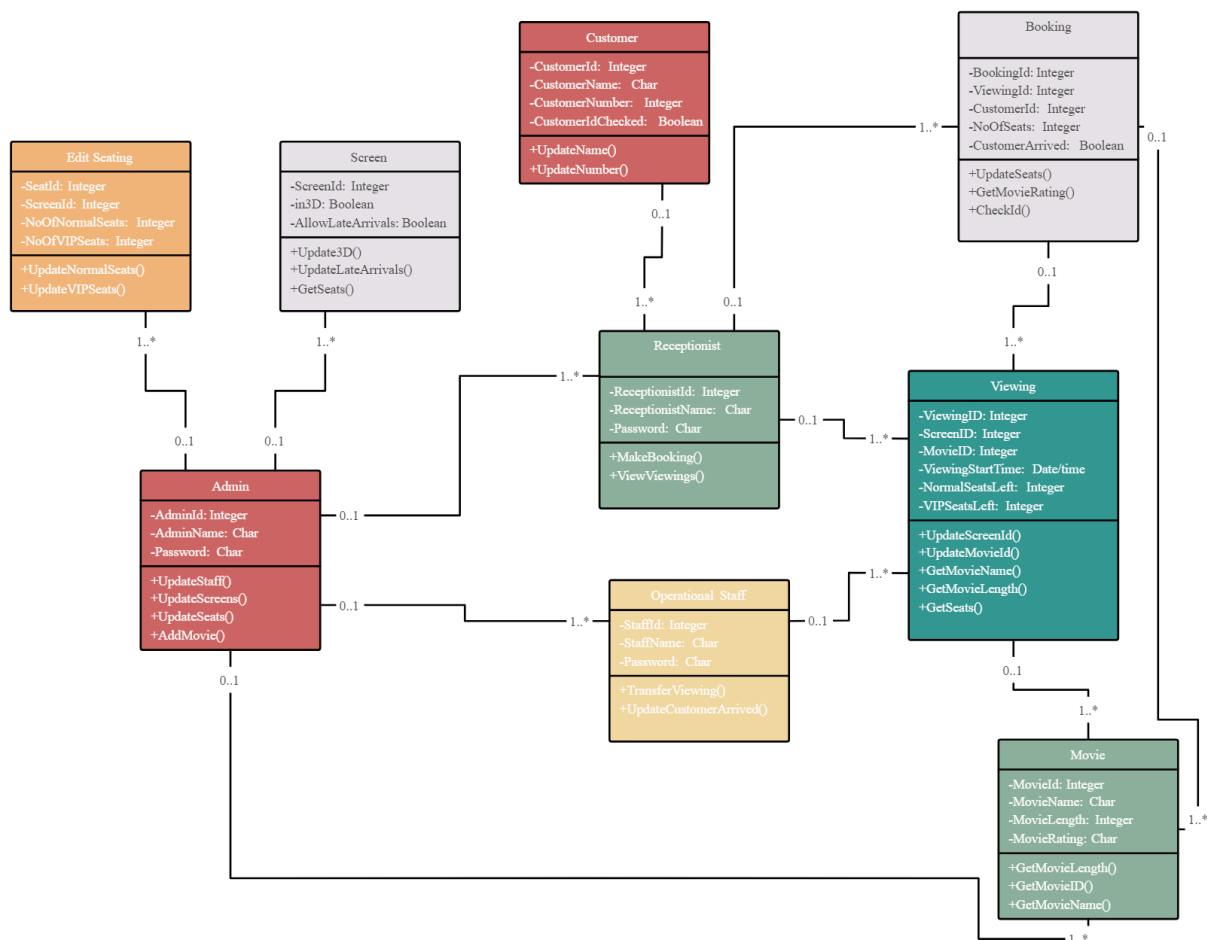 Customer
-CustomerId: Integer
-CustomerName: Char
-CustomerNumber: Integer
-CustomerIdChecked: Boolean
+UpdateName()
+UpdateNumber()
0..1
1..*
Booking
-BookingId: Integer
-ViewingId: Integer
-CustomerId: Integer
-NoOfSeats: Integer
-CustomerArrived: Boolean
+UpdateSeats()
+GetMovieRating()
+CheckId()
1..*
0..1
0..1
0..1
1..*
Edit Seating
-SeatId: Integer
-ScreenId: Integer
-NoOfNormalSeats: Integer
-NoOfVIPSeats: Integer
+UpdateNormalSeats()
+UpdateVIPSeats()
1..*
0..1
Screen
-ScreenId: Integer
-in3D: Boolean
-AllowLateArrivals: Boolean
+Update3D()
+UpdateLateArrivals()
+GetSeats()
1..*
0..1
Receptionist
-ReceptionistId: Integer
-ReceptionistName: Char
-Password: Char
+MakeBooking()
+ViewViewings()
1..*
0..1
1..*
Viewing
-ViewingID: Integer
-ScreenID: Integer
-MovieID: Integer
-ViewingStartTime: Date/time
-NormalSeatsLeft: Integer
-VIPSeatsLeft: Integer
+UpdateScreenId()
+UpdateMovieId()
+GetMovieName()
+GetMovieLength()
+GetSeats()
Admin
-AdminId: Integer
-AdminName: Char
-Password: Char
+UpdateStaff()
+UpdateScreens()
+UpdateSeats()
+AddMovie()
0..1
0..1
0..1
Operational Staff
-StaffId: Integer
-StaffName: Char
-Password: Char
+TransferViewing()
+UpdateCustomerArrived()
1..*
0..1
1..*
0..1
1..*
Movie
-MovieId: Integer
-MovieName: Char
-MovieLength: Integer
-MovieRating: Char
+GetMovieLength()
+GetMovieID()
+GetMovieName()
1..*
1..*